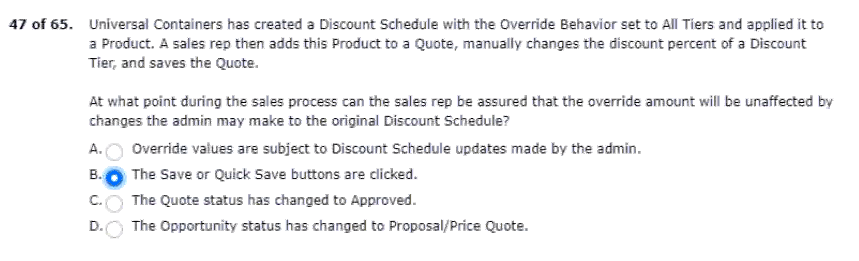 47 of 65. Universal Containers has created a Discount Schedule with the Override Behavior set to All Tiers and applied it to
a Product. A sales rep then adds this Product to a Quote, manually changes the discount percent of a Discount
Tier, and saves the Quote.
At what point during the sales process can the sales rep be assured that the override amount will be unaffected by
changes the admin may make to the original Discount Schedule?
A. Override values are subject to Discount Schedule updates made by the admin.
B. The Save or Quick Save buttons are clicked.
C. The Quote status has changed to Approved.
D. The Opportunity status has changed to Proposal/Price Quote.